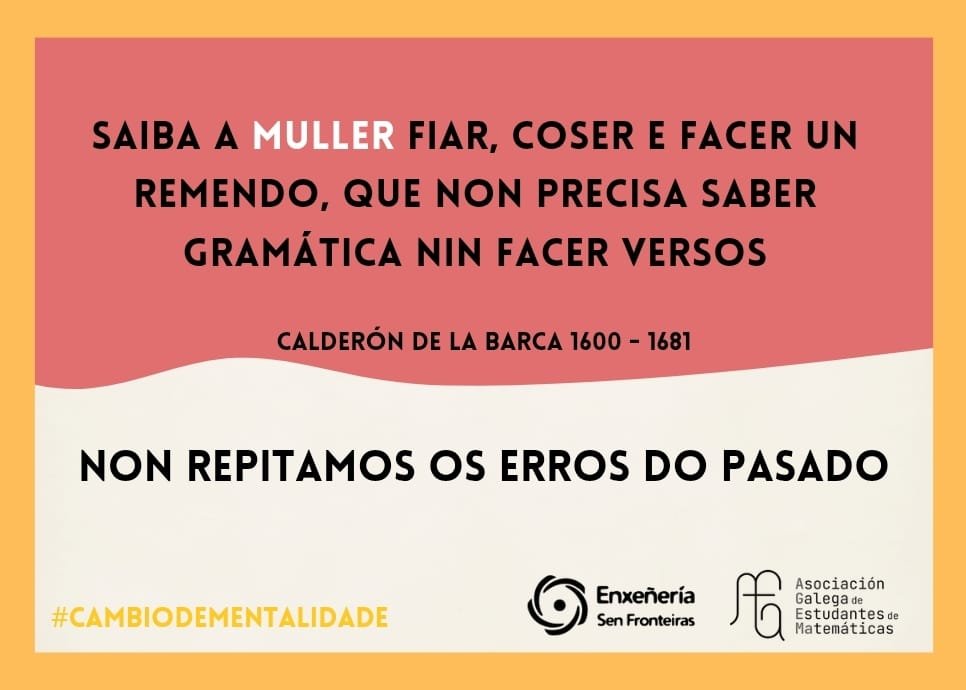 SAIBA A MULLER FIAR, COSER E FACER UN
REMENDO, QUE NON PRECISA SABER
GRAMÁTICA NIN FACER VERSOS
CALDERÓN DE LA BARCA 1600 - 1681
NON REPITAMOS OS ERROS DO PASADO
#CAMBIODEMENTALIDADE
Enxeñería
Sen Fronteiras
Asociación
Galega de
Estudantes de
Matemáticas